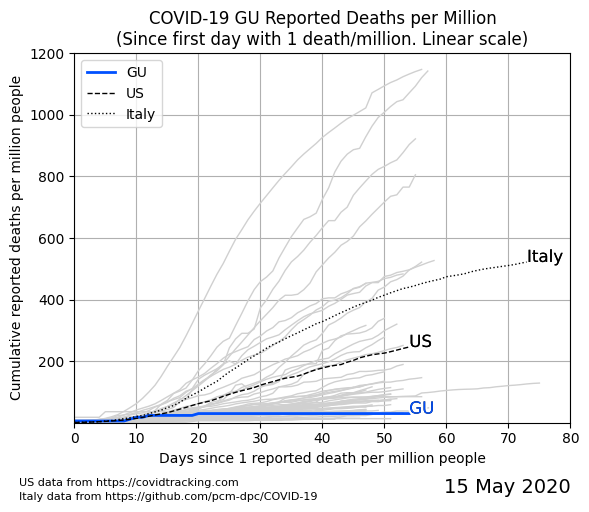 COVID-19 GU Reported Deaths per Million
(Since first day with 1 death/million. Linear scale)
Cumulative reported deaths per million people
1200
1000
800
600
400
200
GU
US
Italy
Italy
US
GU
0 10 20 30 40 50 60 70 80
Days since 1 reported death per million people
US data from https://covidtracking.com
Italy data from https://github.com/pcm-dpc/COVID-19
15 May 2020